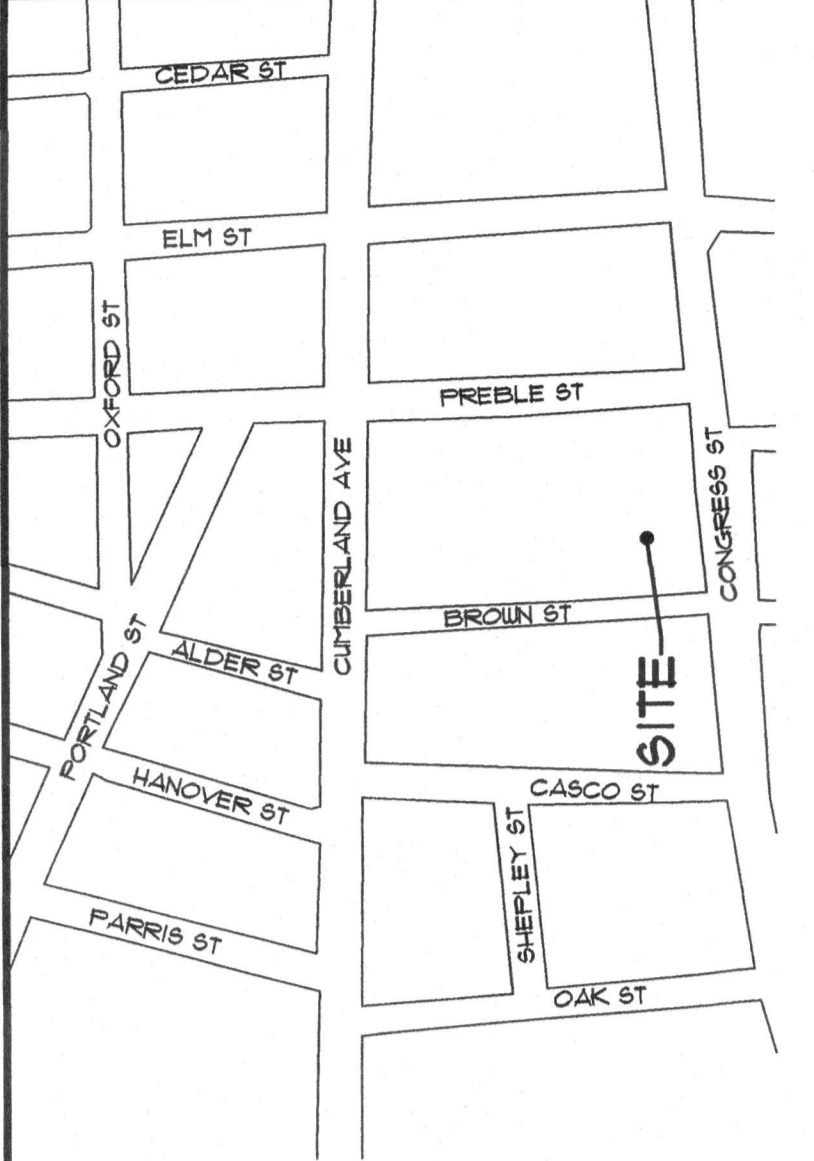 CEDAR ST
ELM ST
OXFORD ST
PREBLE ST
CUMBERLAND AVE
CONGRESS ST
BROWN ST
ALDER ST
PORTLAND ST
SITE
HANOVER ST
CASCO ST
SHEPLEY ST
PARRIS ST
OAK ST